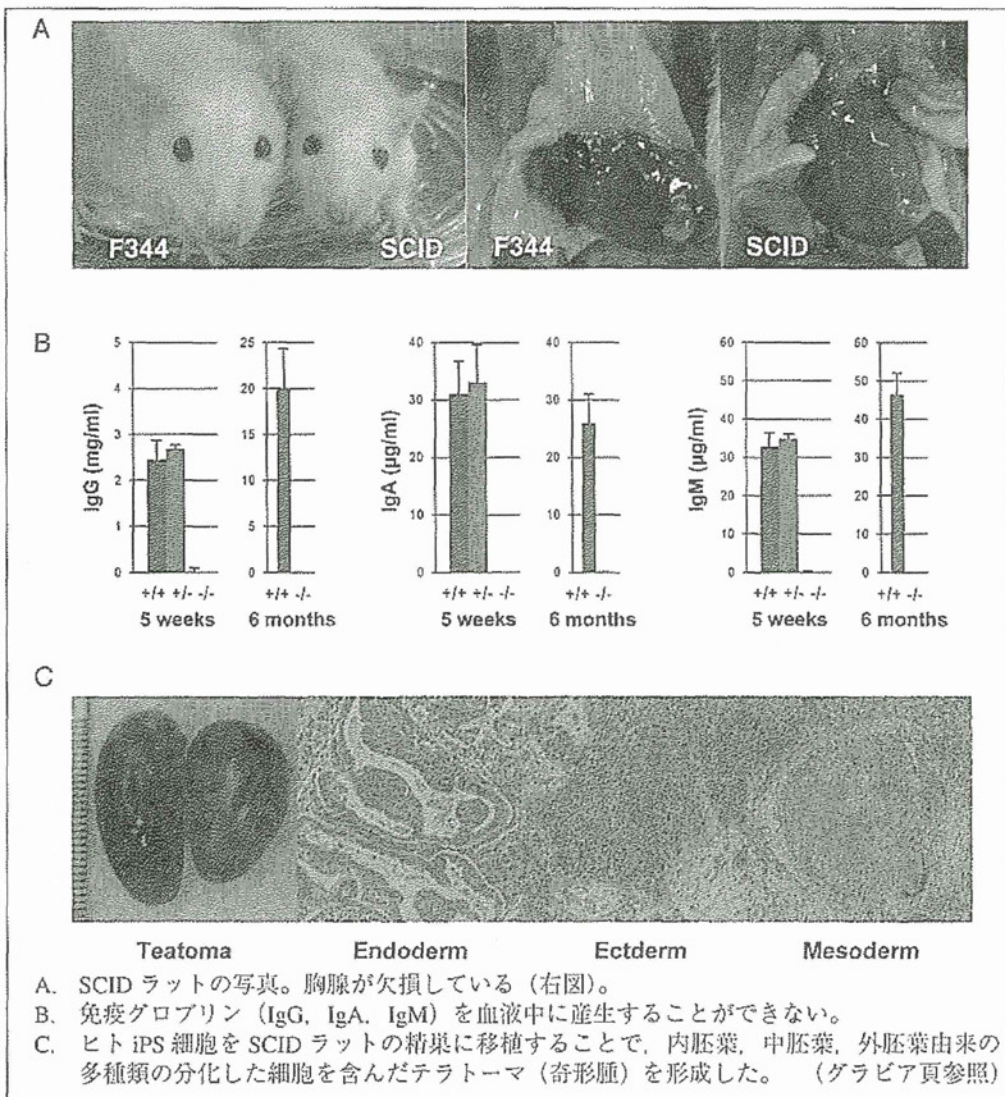 A
F344
SCID
F344
SCID
B
IgG (mg/ml)
5
4
3
2
1
0
+/+ +/- -/-
5 weeks
25
20
15
10
5
0
+/+ -/-
6 months
IgA (µg/ml)
40
30
20
10
0
+/+ +/- -/-
5 weeks
40
30
20
10
0
+/+ -/-
6 months
IgM (µg/ml)
60
50
40
30
20
10
0
+/+ +/- -/-
5 weeks
60
50
40
30
20
10
0
+/+ -/-
6 months
C
Teatoma
Endoderm
Ectderm
Mesoderm
A. SCID ラットの写真。胸腺が欠損している（右図）。
B. 免疫グロブリン（IgG, IgA, IgM）を血液中に産生することができない。
C. ヒト iPS 細胞を SCID ラットの精巣に移植することで，内胚葉，中胚葉，外胚葉由来の
多種類の分化した細胞を含んだテラトーマ（奇形腫）を形成した。 （グラビア頁参照）